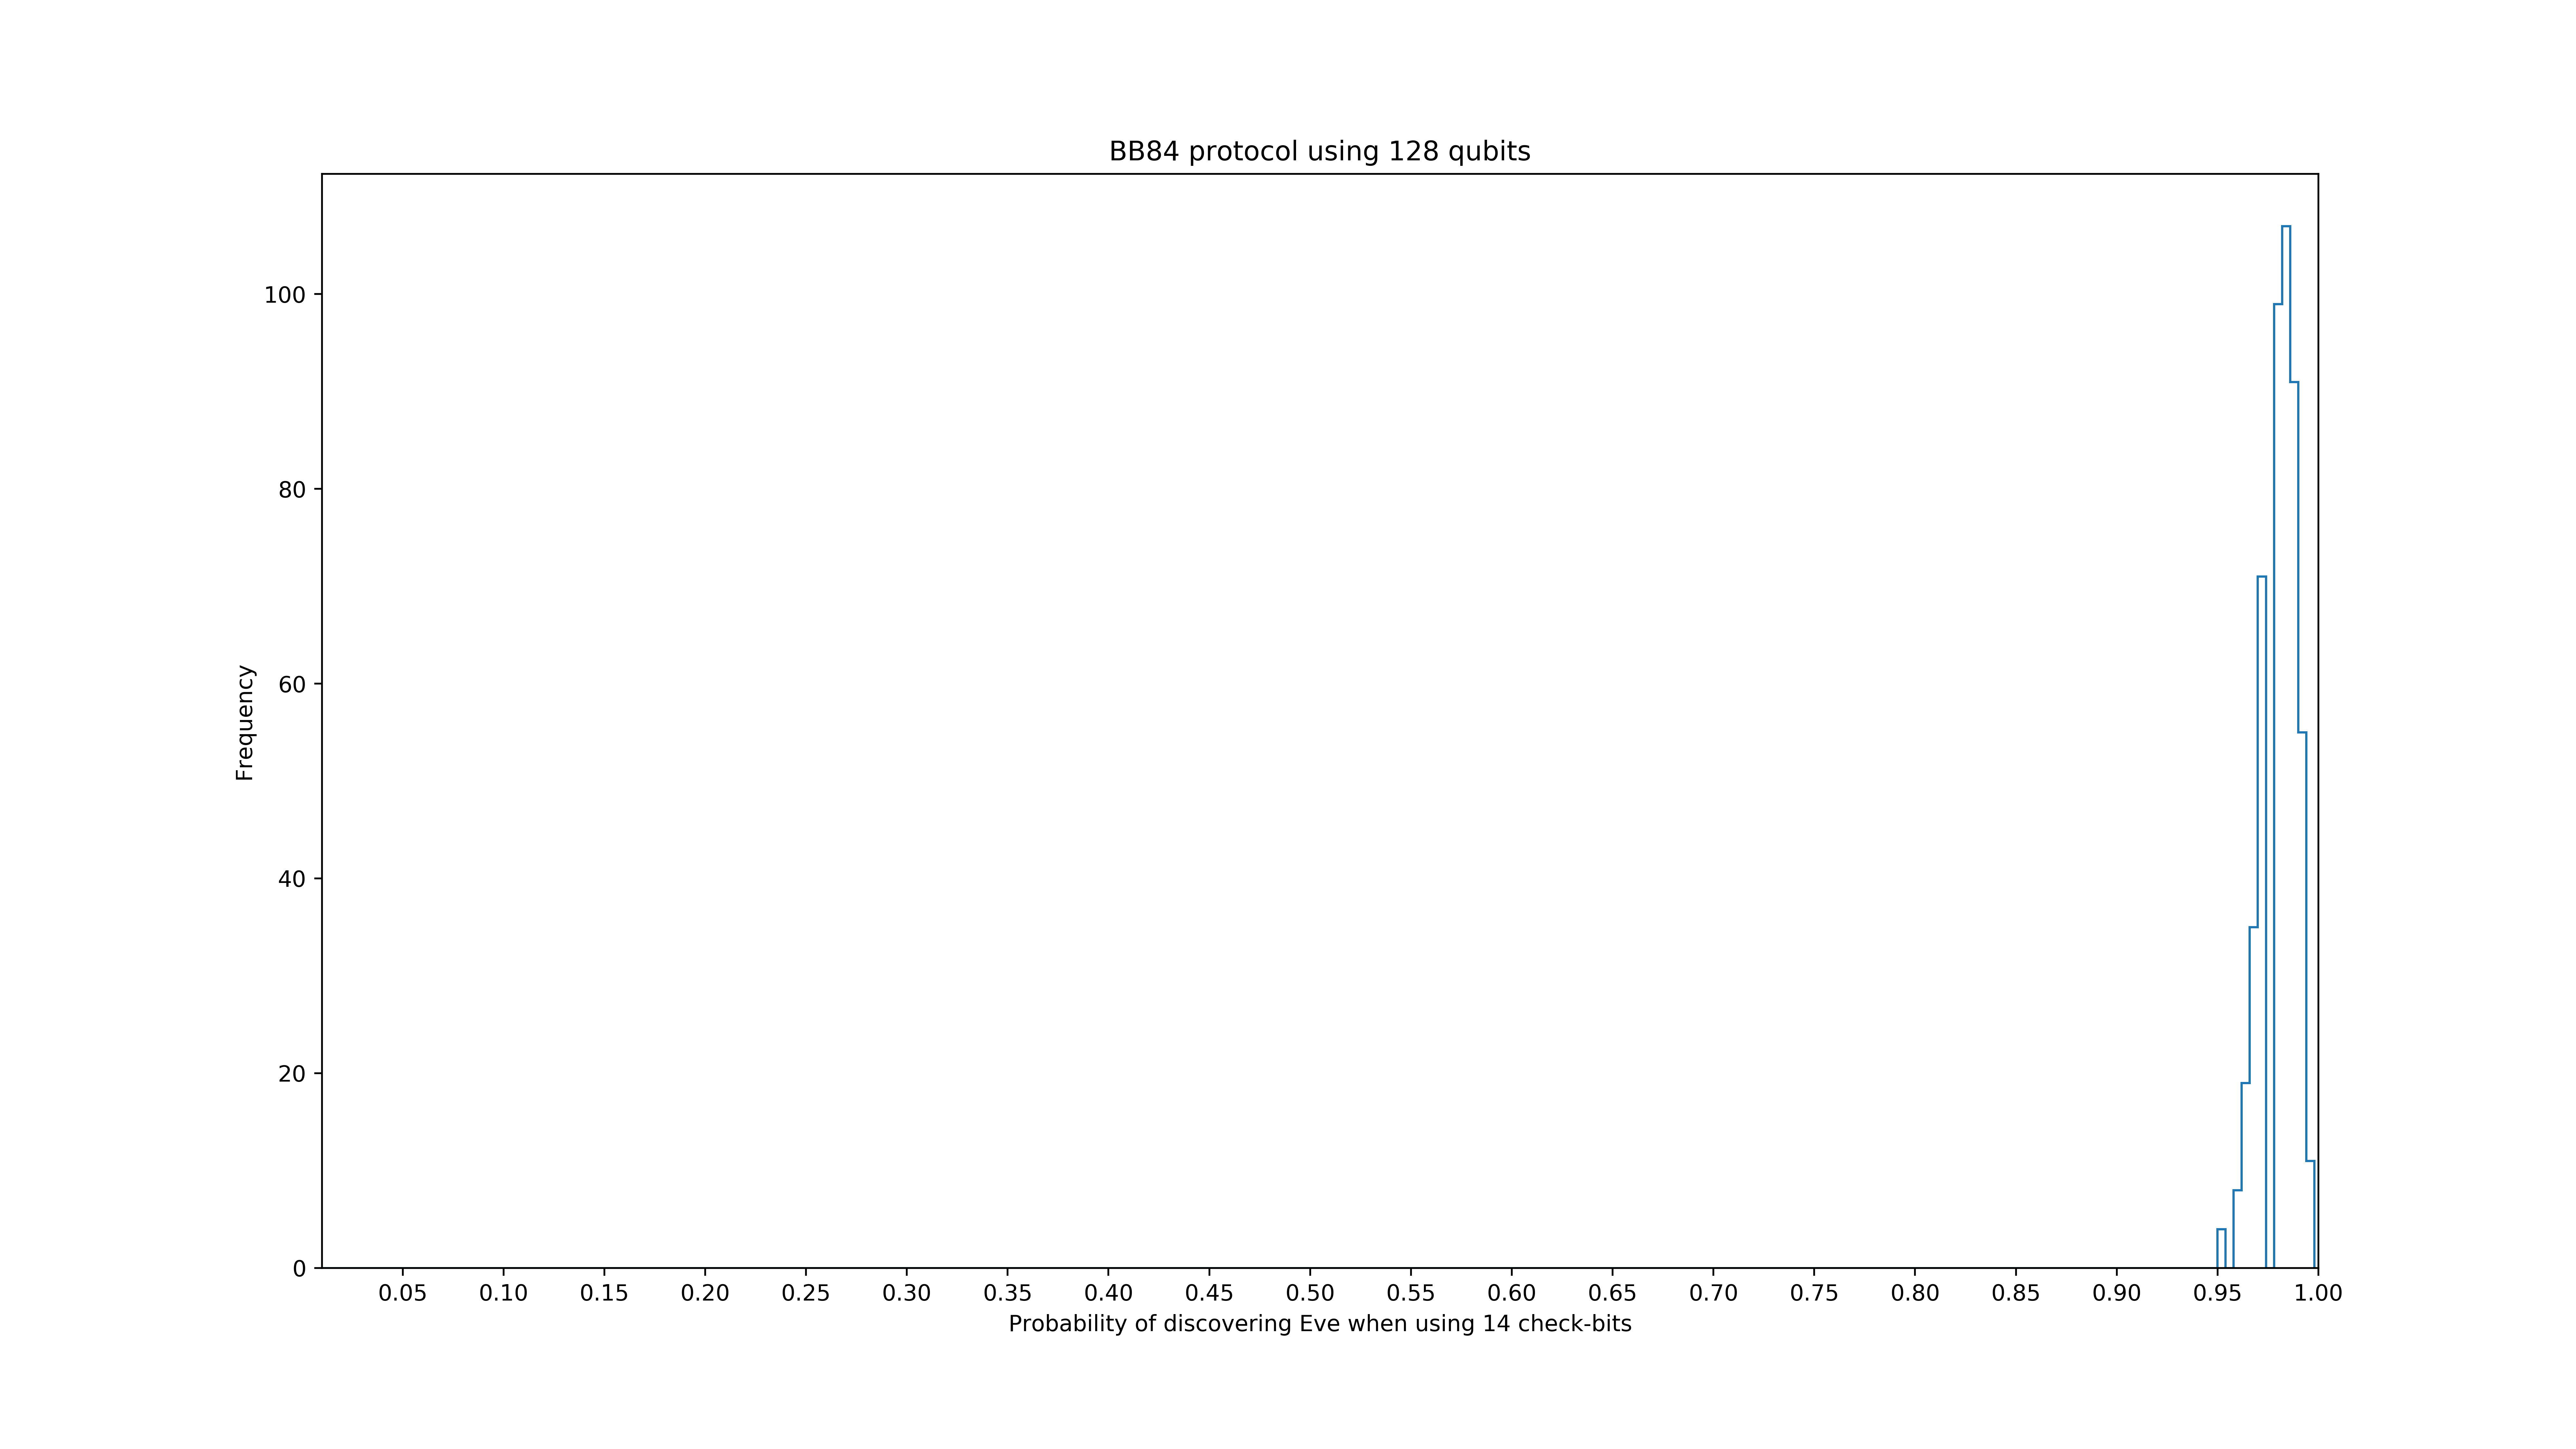 BB84 protocol using 128 qubits
100
80
60
40
20
0
Frequency
0.05 0.10 0.15 0.20 0.25 0.30 0.35 0.40 0.45 0.50 0.55 0.60 0.65 0.70 0.75 0.80 0.85 0.90 0.95 1.00
Probability of discovering Eve when using 14 check-bits